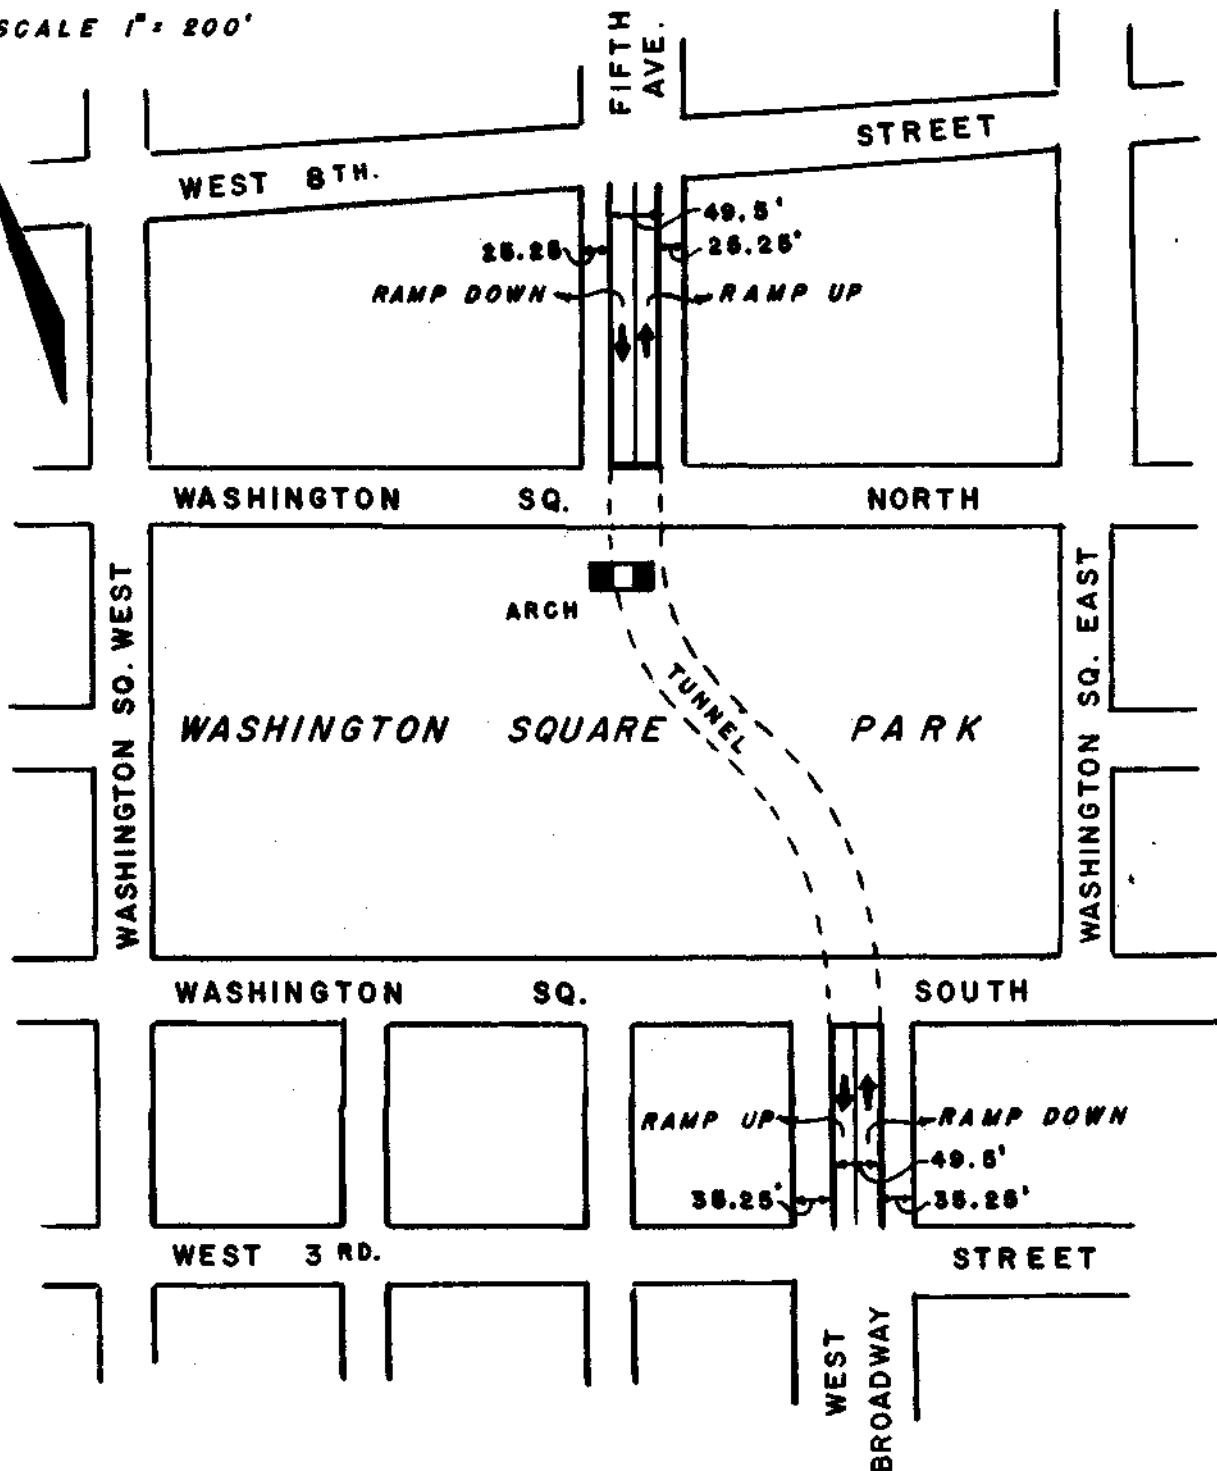 SCALE 1"= 200'
FIFTH
AVE.
STREET
WEST 8TH.
49.5'
25.25
25.25'
RAMP DOWN
RAMP UP
WASHINGTON SQ. NORTH
ARCH
WASHINGTON SQ. WEST
WASHINGTON SQ. EAST
TUNNEL
WASHINGTON SQUARE PARK
WASHINGTON SQ. SOUTH
RAMP UP
RAMP DOWN
49.5'
35.25'
35.25'
WEST 3 RD. STREET
WEST
BROADWAY